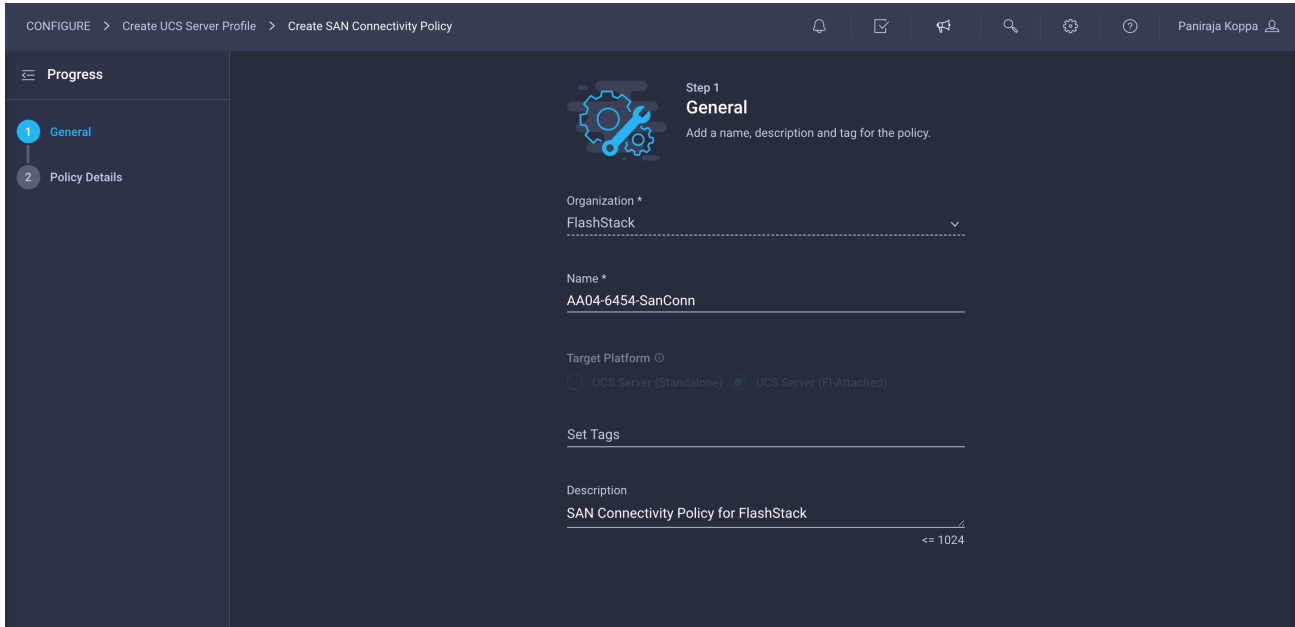 CONFIGURE > Create UCS Server Profile > Create SAN Connectivity Policy
Paniraja Koppa
Progress
1 General
2 Policy Details
Step 1
General
Add a name, description and tag for the policy.
Organization *
FlashStack
Name *
AA04-6454-SanConn
Target Platform
UCS Server (Standalone) UCS Server (FI-Attached)
Set Tags
Description
SAN Connectivity Policy for FlashStack
<= 1024